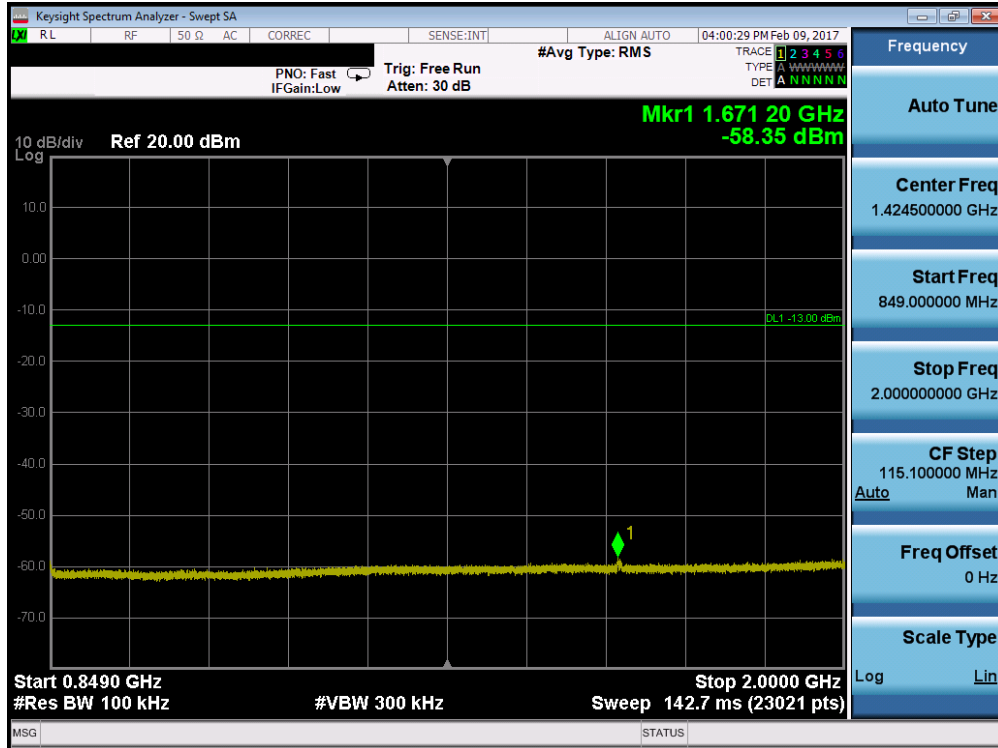 Keysight Spectrum Analyzer - Swept SA
LXI RL RF 50 Ω AC CORREC SENSE:INT ALIGN AUTO 04:00:29 PM Feb 09, 2017
#Avg Type: RMS
TRACE 1 2 3 4 5 6
TYPE A WWWWW
DET A N N N N N
PNO: Fast
IFGain:Low
Trig: Free Run
Atten: 30 dB
Mkr1 1.671 20 GHz
-58.35 dBm
10 dB/div Ref 20.00 dBm
Log
10.0
0.00
-10.0
DL1 -13.00 dBm
-20.0
-30.0
-40.0
-50.0
1
-60.0
-70.0
Start 0.8490 GHz Stop 2.0000 GHz
#Res BW 100 kHz #VBW 300 kHz Sweep 142.7 ms (23021 pts)
MSG STATUS
Frequency
Auto Tune
Center Freq
1.424500000 GHz
Start Freq
849.000000 MHz
Stop Freq
2.000000000 GHz
CF Step
115.100000 MHz
Auto Man
Freq Offset
0 Hz
Scale Type
Log Lin